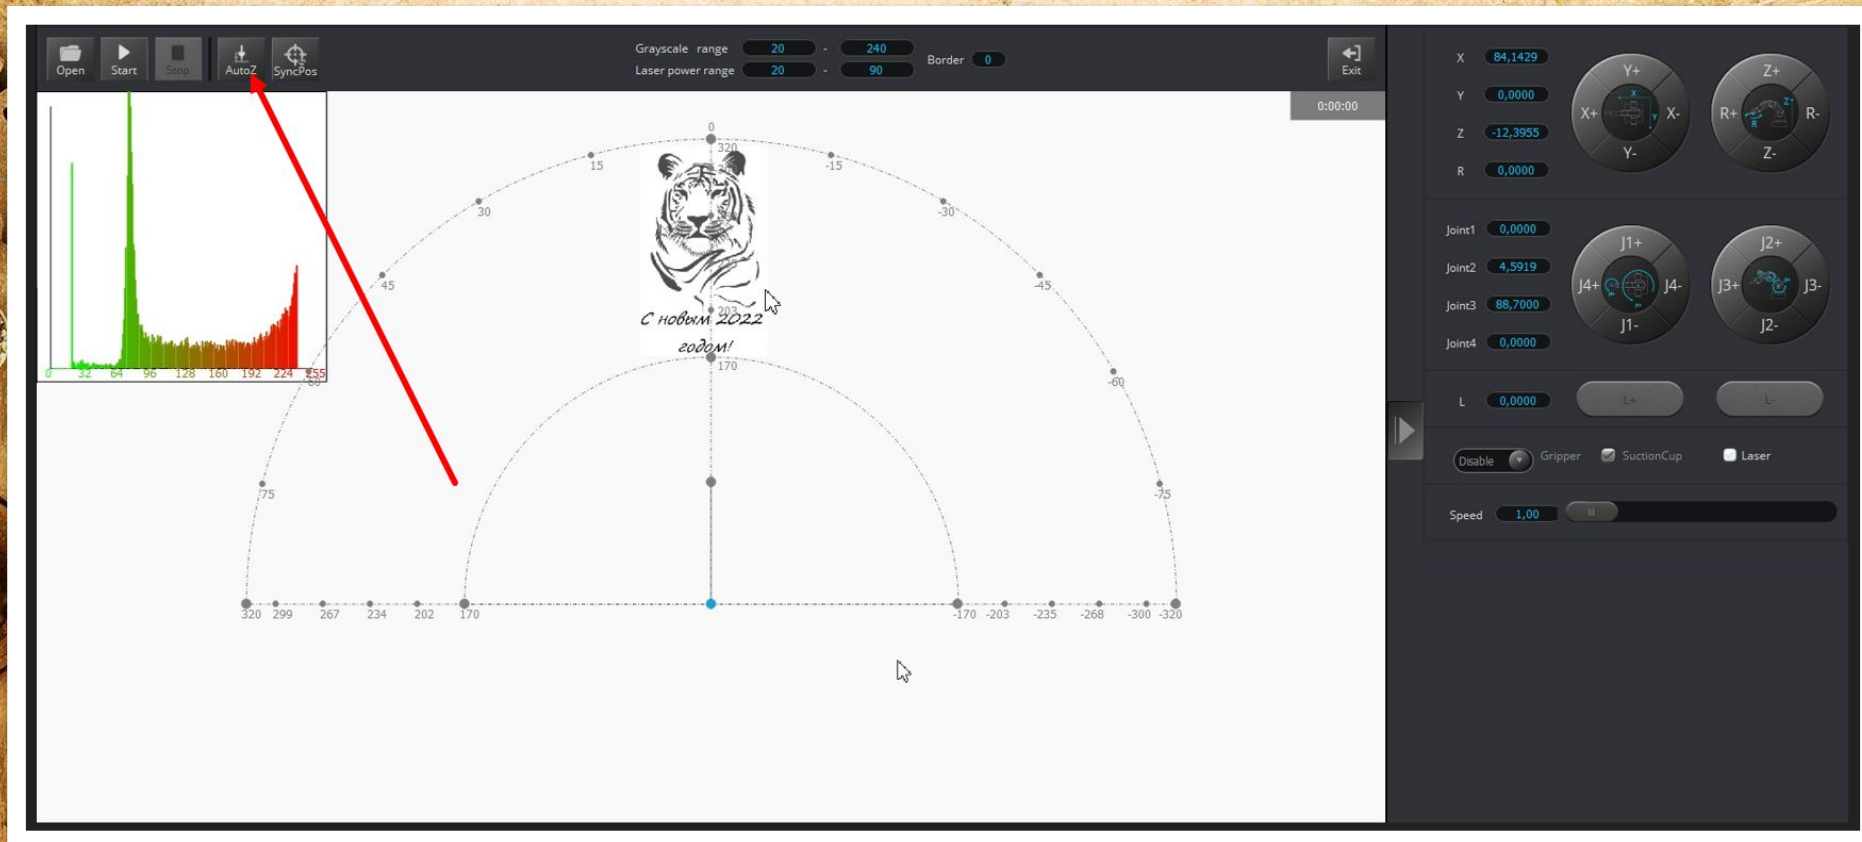 Open Start Stop AutoZ SyncPos
Grayscale range 20 - 240
Laser power range 20 - 90
Border 0
Exit
0:00:00
0 32 64 96 128 160 192 224 255
0
15 -15
30 -30
45 -45
60 -60
75 -75
320
235
203
170
С новым 2022
годом!
320 299 267 234 202 170 -170 -203 -235 -268 -300 -320
X 84,1429
Y 0,0000
Z -12,3955
R 0,0000
Y+
X+ X-
Y-
Z+
R+ R-
Z-
X Y
Z R
Joint1 0,0000
Joint2 4,5919
Joint3 88,7000
Joint4 0,0000
J1+
J4+ J4-
J1-
J2+
J3+ J3-
J2-
L 0,0000 L+ L-
Disable Gripper SuctionCup Laser
Speed 1,00